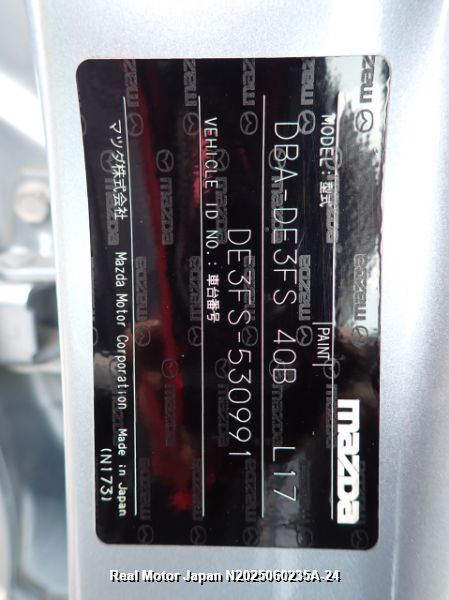 mazda
MODEL:型式
DBA-DE3FS
PAINT
40B L17
VEHICLE ID NO.:車台番号
DE3FS-530991
マツダ株式会社 Mazda Motor Corporation Made in Japan
(N173)
Real Motor Japan N2025060235A-24